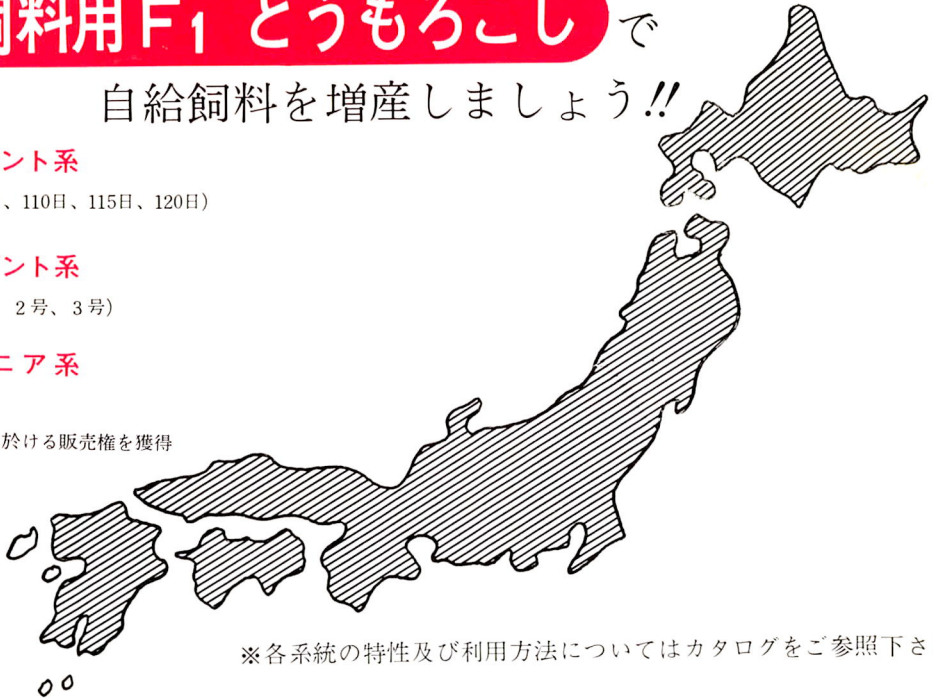 飼料用F1 とうもろこし で
自給飼料を増産しましょう!!
ント系
、110日、115日、120日)
ント系
2号、3号)
ニア系
於ける販売権を獲得
※各系統の特性及び利用方法についてはカタログをご参照下さ